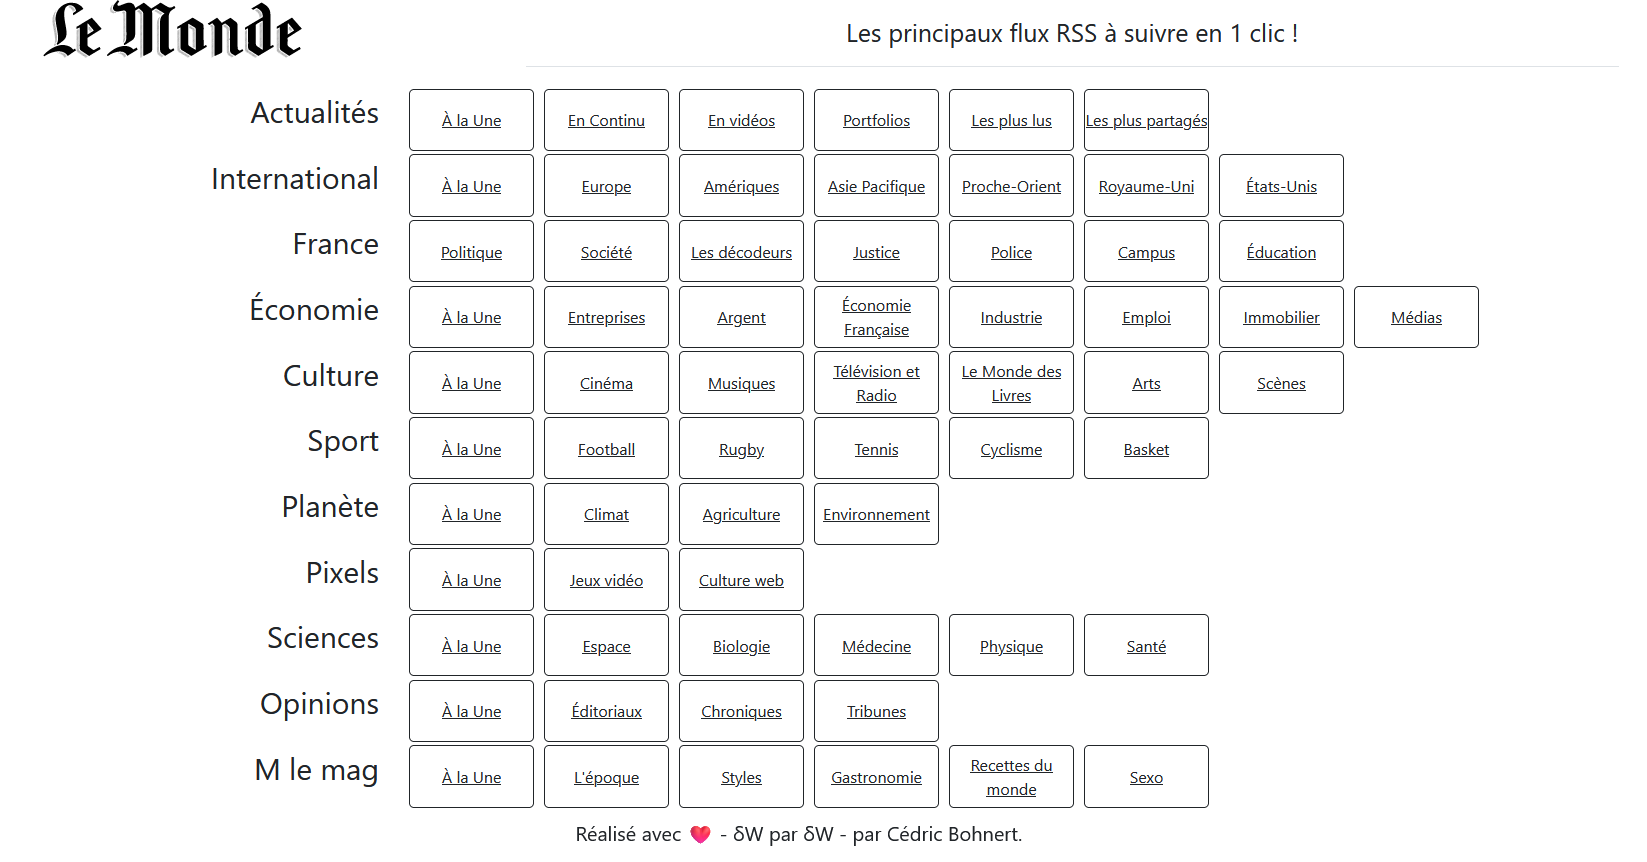 Le Monde
Les principaux flux RSS à suivre en 1 clic !
Actualités À la Une En Continu En vidéos Portfolios Les plus lus Les plus partagés
International À la Une Europe Amériques Asie Pacifique Proche-Orient Royaume-Uni États-Unis
France Politique Société Les décodeurs Justice Police Campus Éducation
Économie À la Une Entreprises Argent Économie Française Industrie Emploi Immobilier Médias
Culture À la Une Cinéma Musiques Télévision et Radio Le Monde des Livres Arts Scènes
Sport À la Une Football Rugby Tennis Cyclisme Basket
Planète À la Une Climat Agriculture Environnement
Pixels À la Une Jeux vidéo Culture web
Sciences À la Une Espace Biologie Médecine Physique Santé
Opinions À la Une Éditoriaux Chroniques Tribunes
M le mag À la Une L'époque Styles Gastronomie Recettes du monde Sexo
Réalisé avec ❤ - δW par δW - par Cédric Bohnert.